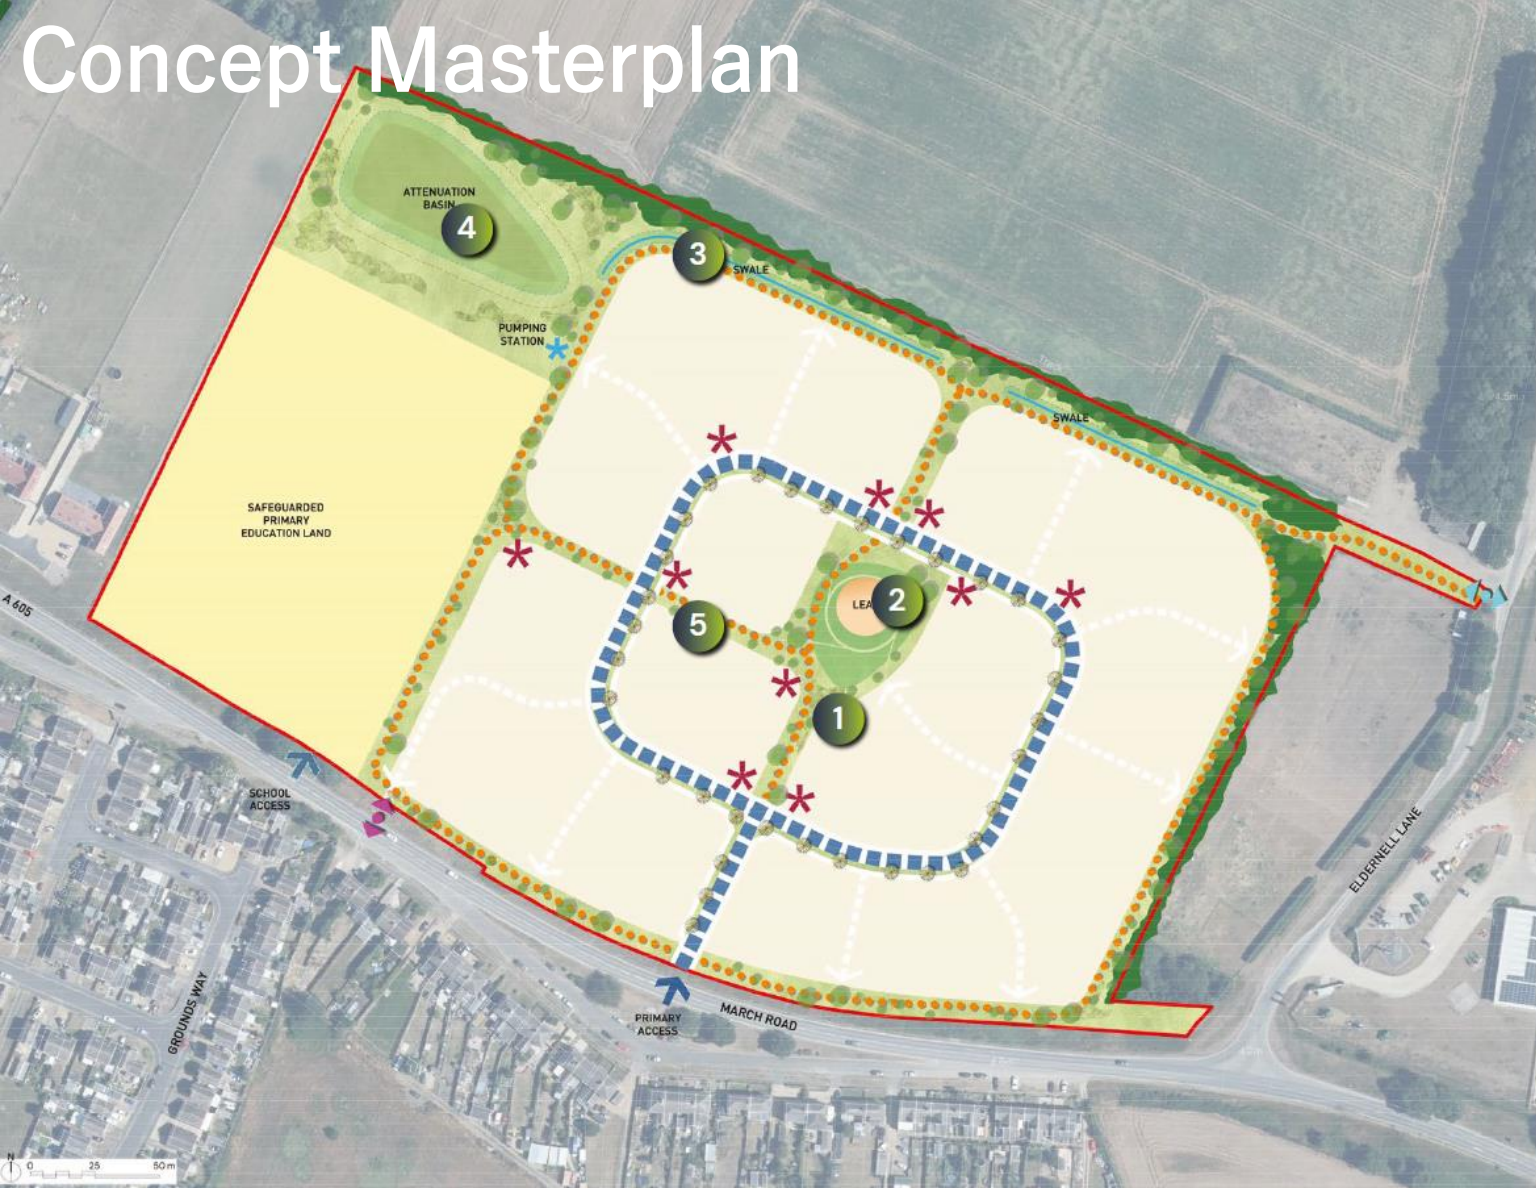 Concept Masterplan
ATTENUATION
BASIN
4
3
SWALE
PUMPING
STATION
SWALE
SAFEGUARDED
PRIMARY
EDUCATION LAND
A 605
2
5
1
SCHOOL
ACCESS
ELDERNELL LANE
GROUNDS WAY
PRIMARY
ACCESS
MARCH ROAD
N
0 25 50 m